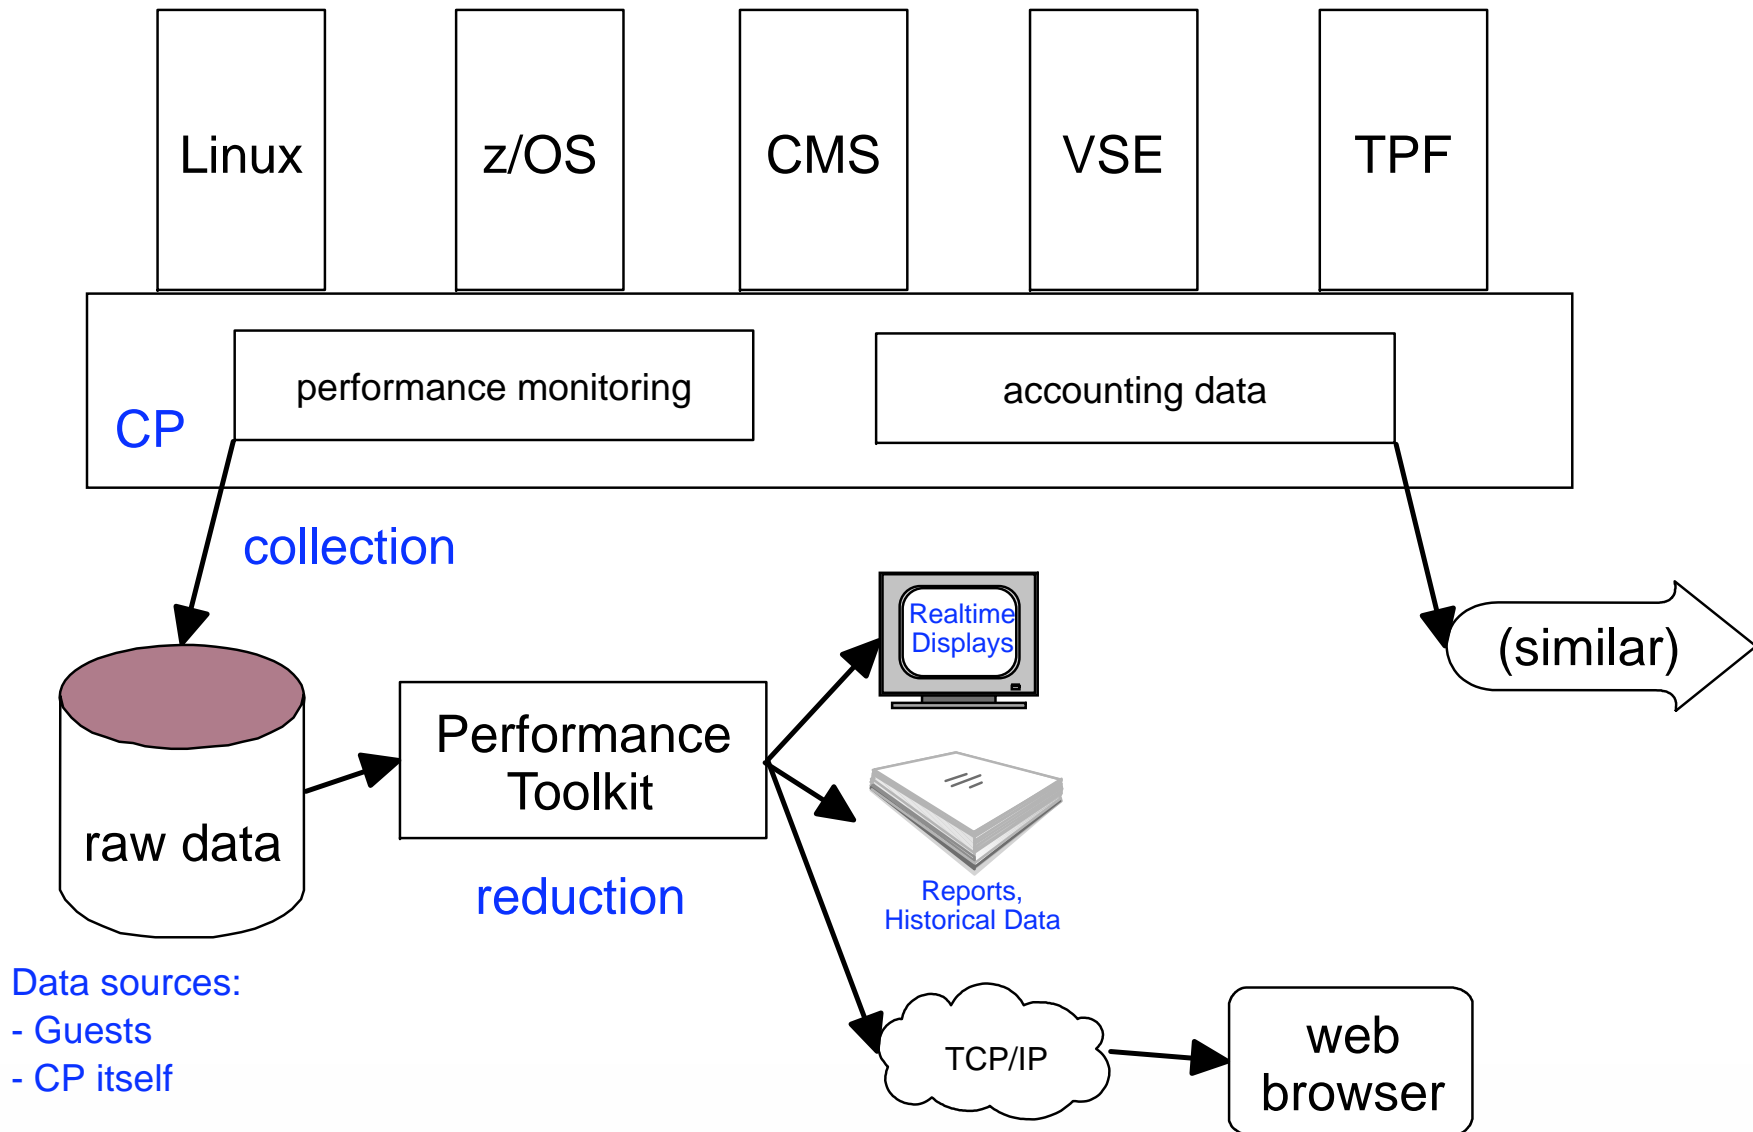 Linux
z/OS
CMS
VSE
TPF
performance monitoring
accounting data
CP
collection
Realtime
Displays
(similar)
Performance
Toolkit
raw data
reduction
Reports,
Historical Data
Data sources:
- Guests
- CP itself
TCP/IP
web
browser